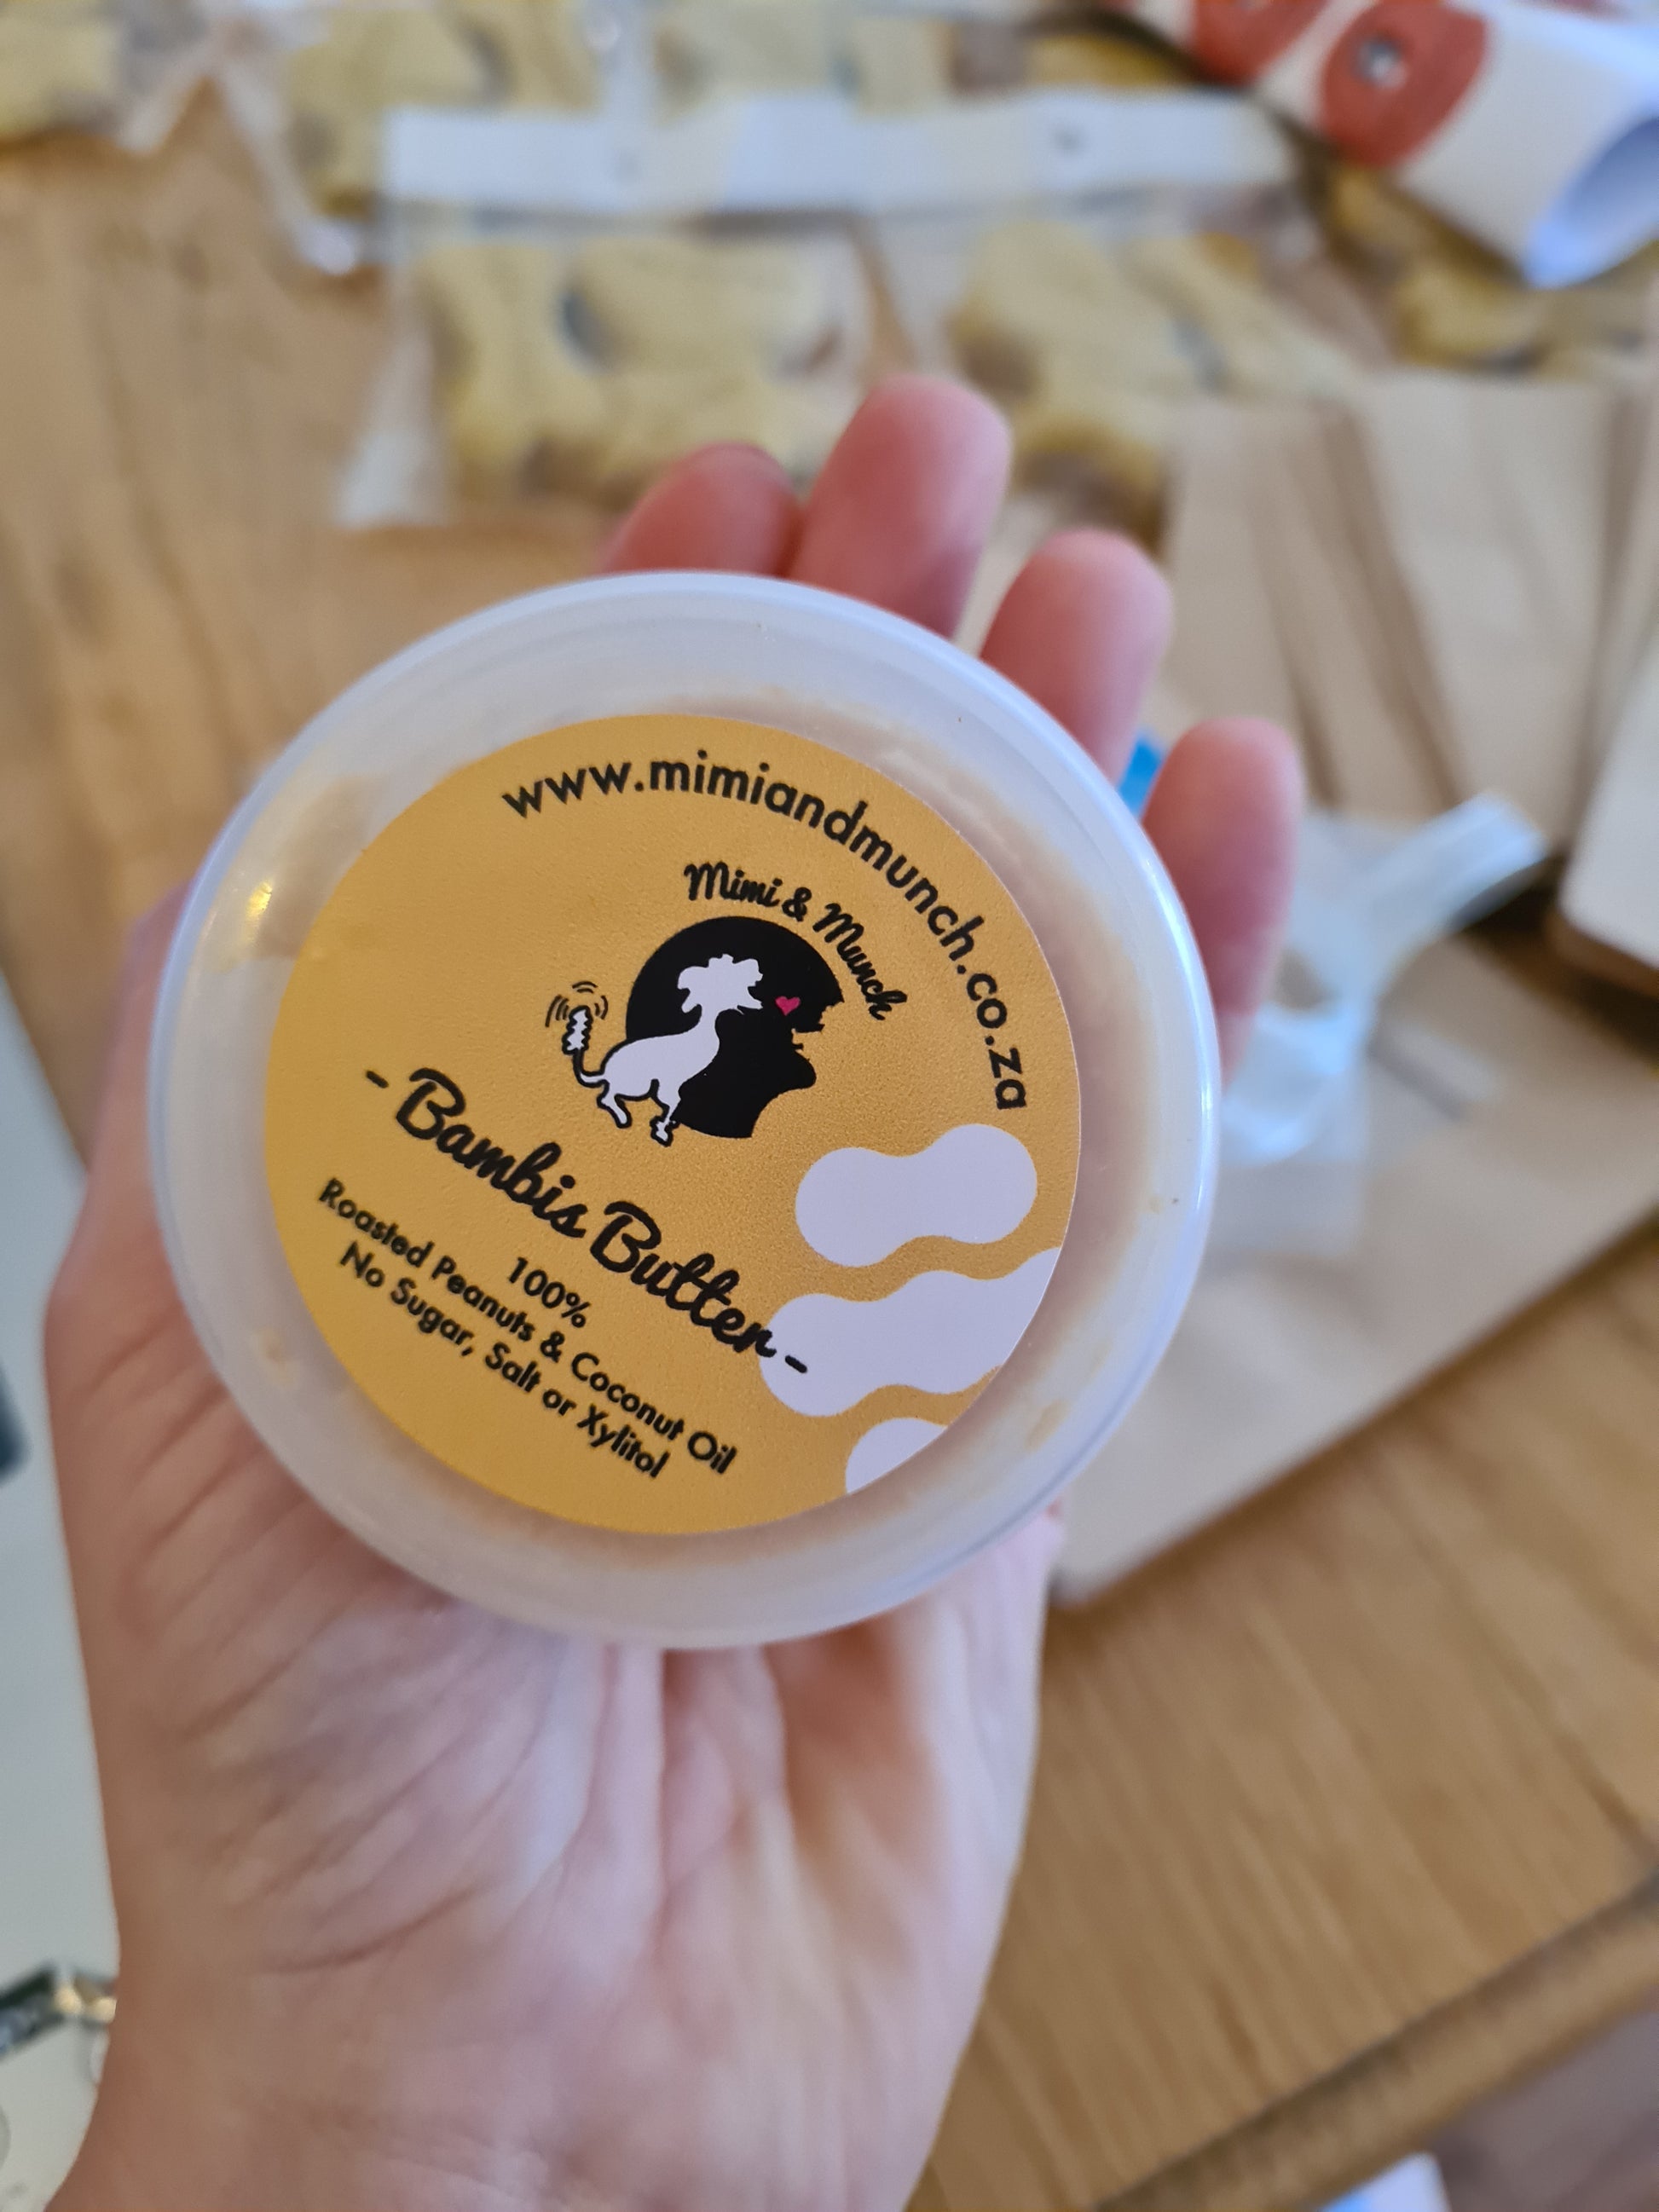 www.mimiandmunch.co.za
Mimi & Munch
- Bambis Butter -
100%
Roasted Peanuts & Coconut Oil
No Sugar, Salt or Xylitol